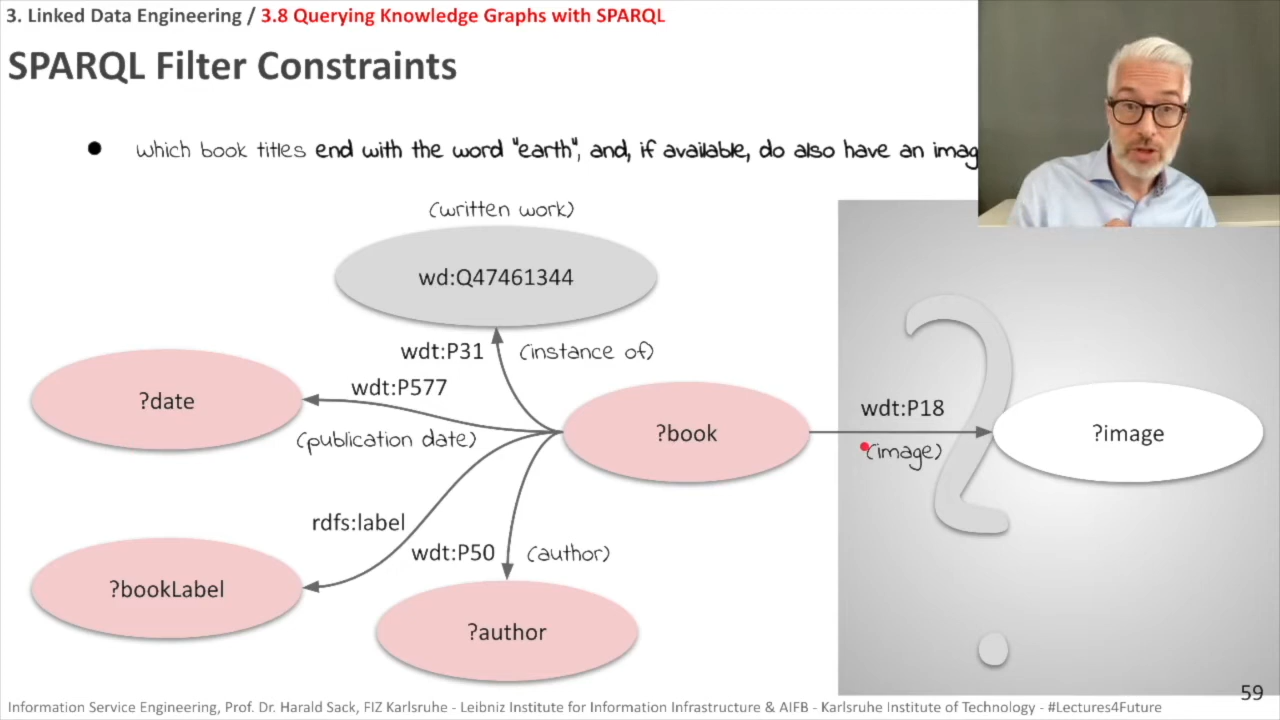 3. Linked Data Engineering / 3.8 Querying Knowledge Graphs with SPARQL
SPARQL Filter Constraints
● which book titles end with the word "earth", and, if available, do also have an imag
(written work)
wd:Q47461344
wdt:P31 (instance of)
?date
wdt:P577
(publication date)
?book
wdt:P18
(image)
?
?image
rdfs:label
wdt:P50 (author)
?bookLabel
?author
59
Information Service Engineering, Prof. Dr. Harald Sack, FIZ Karlsruhe - Leibniz Institute for Information Infrastructure & AIFB - Karlsruhe Institute of Technology - #Lectures4Future